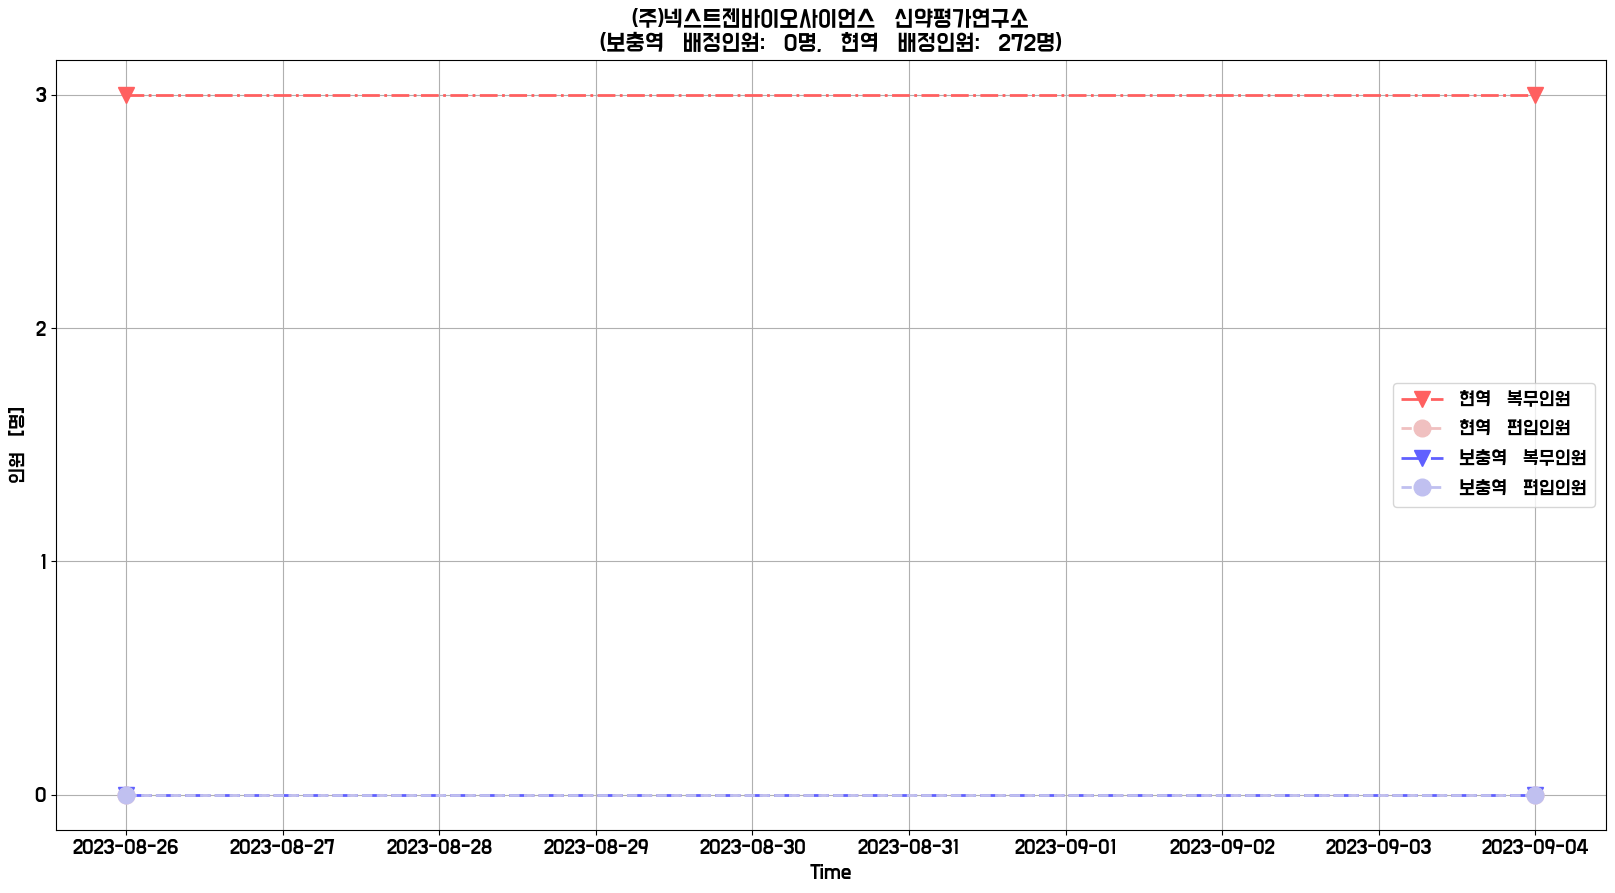 (주)넥스트젠바이오사이언스 신약평가연구소
(보충역 배정인원: 0명, 현역 배정인원: 272명)
3
2
1
0
인원 [명]
현역 복무인원
현역 편입인원
보충역 복무인원
보충역 편입인원
2023-08-26 2023-08-27 2023-08-28 2023-08-29 2023-08-30 2023-08-31 2023-09-01 2023-09-02 2023-09-03 2023-09-04
Time